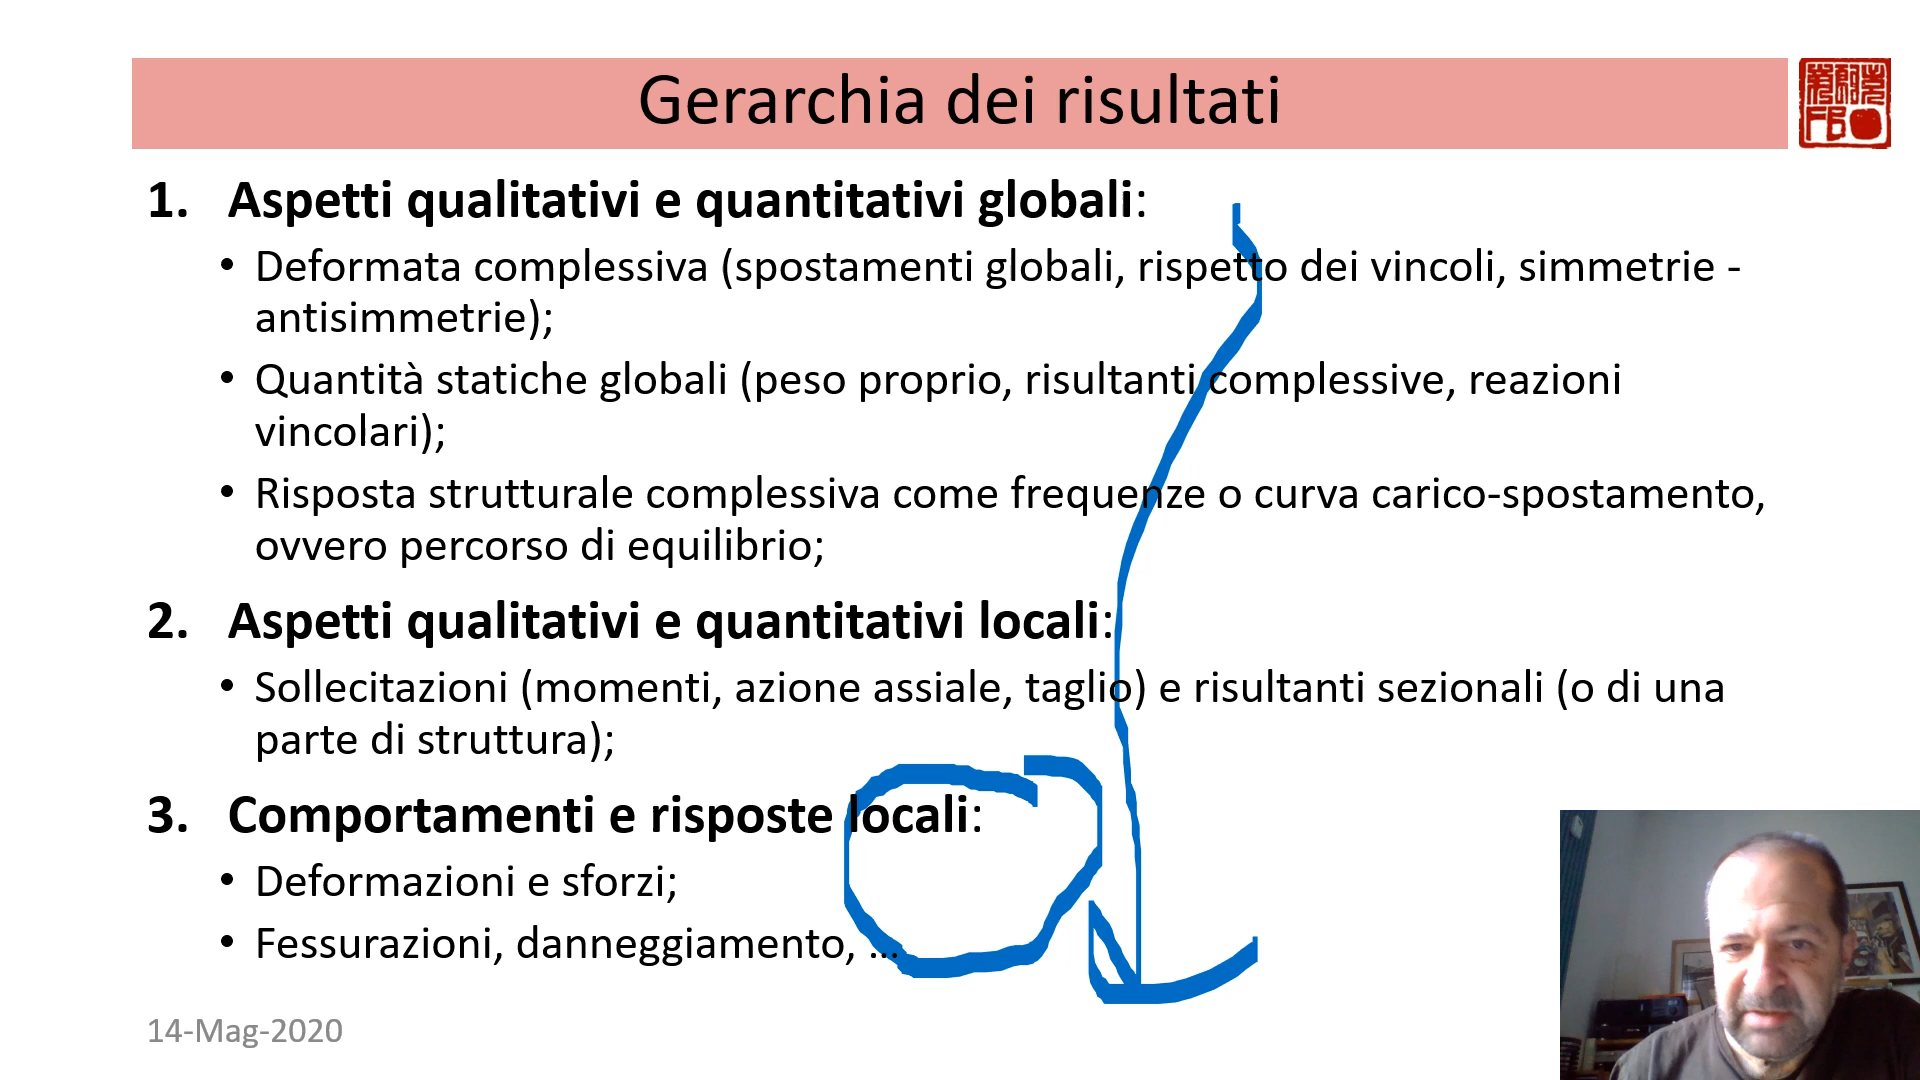 Gerarchia dei risultati
FB
1. Aspetti qualitativi e quantitativi globali:
• Deformata complessiva (spostamenti globali, rispetto dei vincoli, simmetrie -
antisimmetrie);
• Quantità statiche globali (peso proprio, risultanti complessive, reazioni
vincolari);
• Risposta strutturale complessiva come frequenze o curva carico-spostamento,
ovvero percorso di equilibrio;
2. Aspetti qualitativi e quantitativi locali:
• Sollecitazioni (momenti, azione assiale, taglio) e risultanti sezionali (o di una
parte di struttura);
3. Comportamenti e risposte locali:
• Deformazioni e sforzi;
• Fessurazioni, danneggiamento, ...
14-Mag-2020